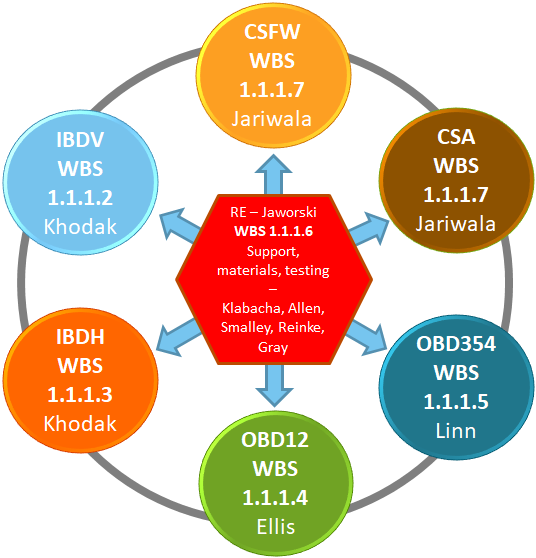 CSFW
WBS
1.1.1.7
Jariwala
IBDV
WBS
1.1.1.2
Khodak
CSA
WBS
1.1.1.7
Jariwala
RE – Jaworski
WBS 1.1.1.6
Support,
materials, testing
–
Klabacha, Allen,
Smalley, Reinke,
Gray
IBDH
WBS
1.1.1.3
Khodak
OBD354
WBS
1.1.1.5
Linn
OBD12
WBS
1.1.1.4
Ellis